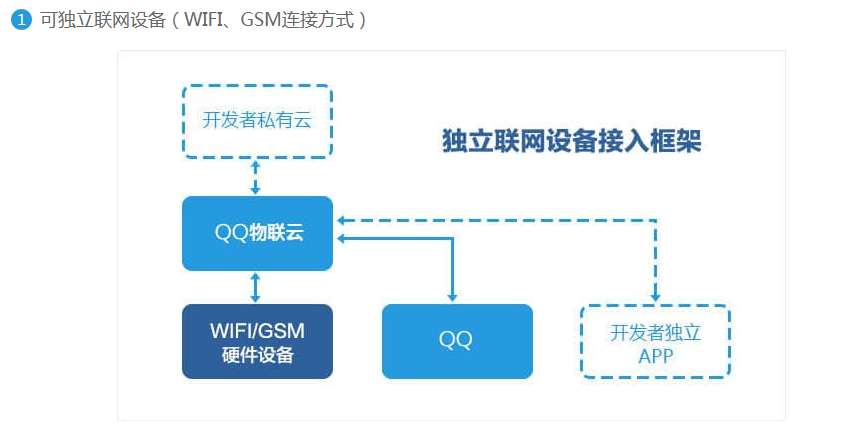 1 可独立联网设备（WIFI、GSM连接方式）
开发者私有云
独立联网设备接入框架
QQ物联云
WIFI/GSM
硬件设备
QQ
开发者独立
APP